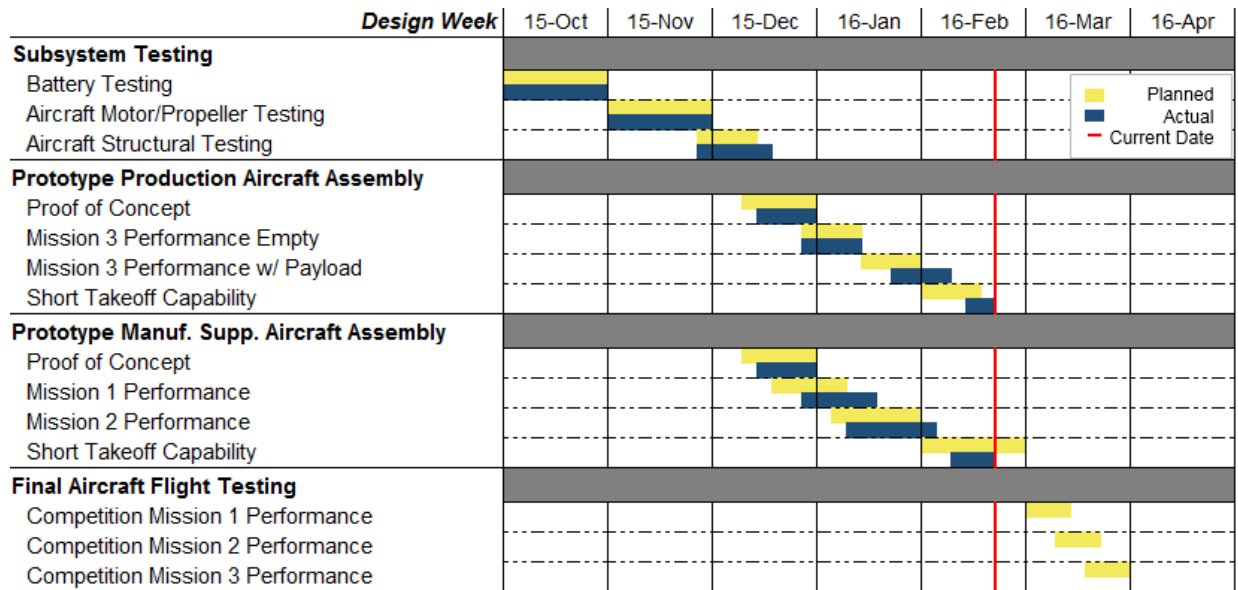 Design Week 15-Oct 15-Nov 15-Dec 16-Jan 16-Feb 16-Mar 16-Apr
Subsystem Testing
Battery Testing
Planned
Aircraft Motor/Propeller Testing
Actual
Current Date
Aircraft Structural Testing
Prototype Production Aircraft Assembly
Proof of Concept
Mission 3 Performance Empty
Mission 3 Performance w/ Payload
Short Takeoff Capability
Prototype Manuf. Supp. Aircraft Assembly
Proof of Concept
Mission 1 Performance
Mission 2 Performance
Short Takeoff Capability
Final Aircraft Flight Testing
Competition Mission 1 Performance
Competition Mission 2 Performance
Competition Mission 3 Performance